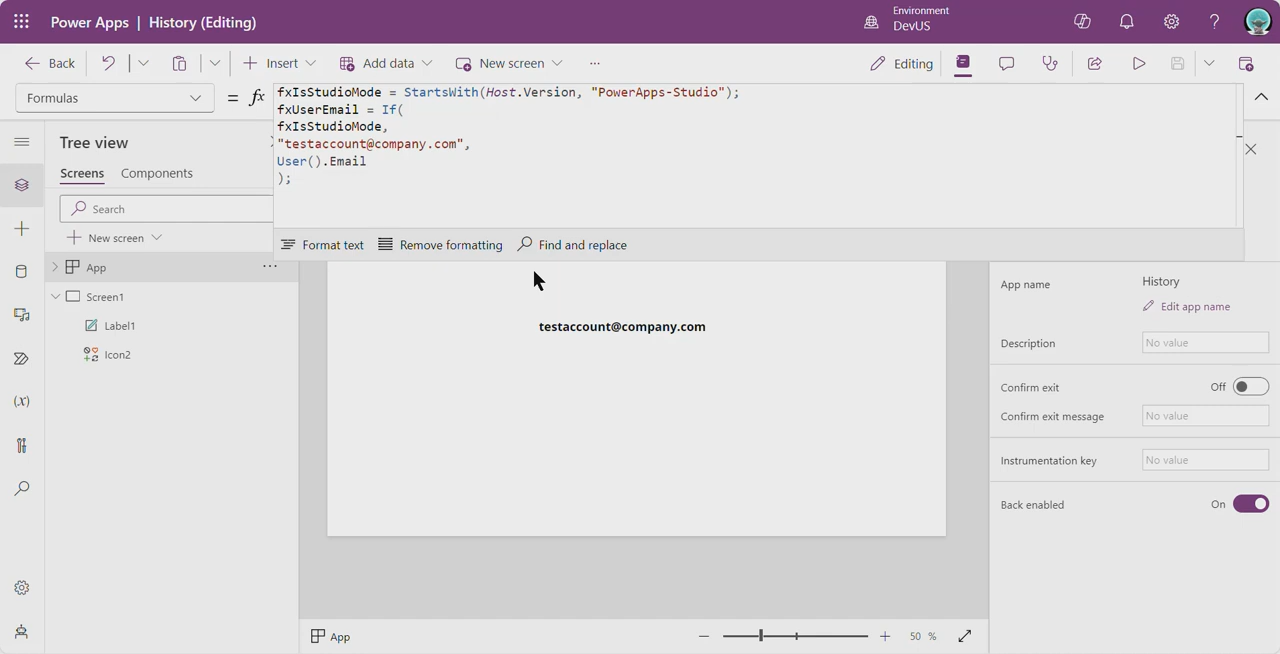 Power Apps | History (Editing)
Environment
DevUS
Back
Insert
Add data
New screen
...
Editing
Formulas
= fx
fxIsStudioMode = StartsWith(Host.Version, "PowerApps-Studio");
fxUserEmail = If(
fxIsStudioMode,
"testaccount@company.com",
User().Email
);
Format text
Remove formatting
Find and replace
Tree view
Screens
Components
Search
New screen
App
Screen1
Label1
Icon2
testaccount@company.com
App name
History
Edit app name
Description
No value
Confirm exit
Off
Confirm exit message
No value
Instrumentation key
No value
Back enabled
On
App
50 %